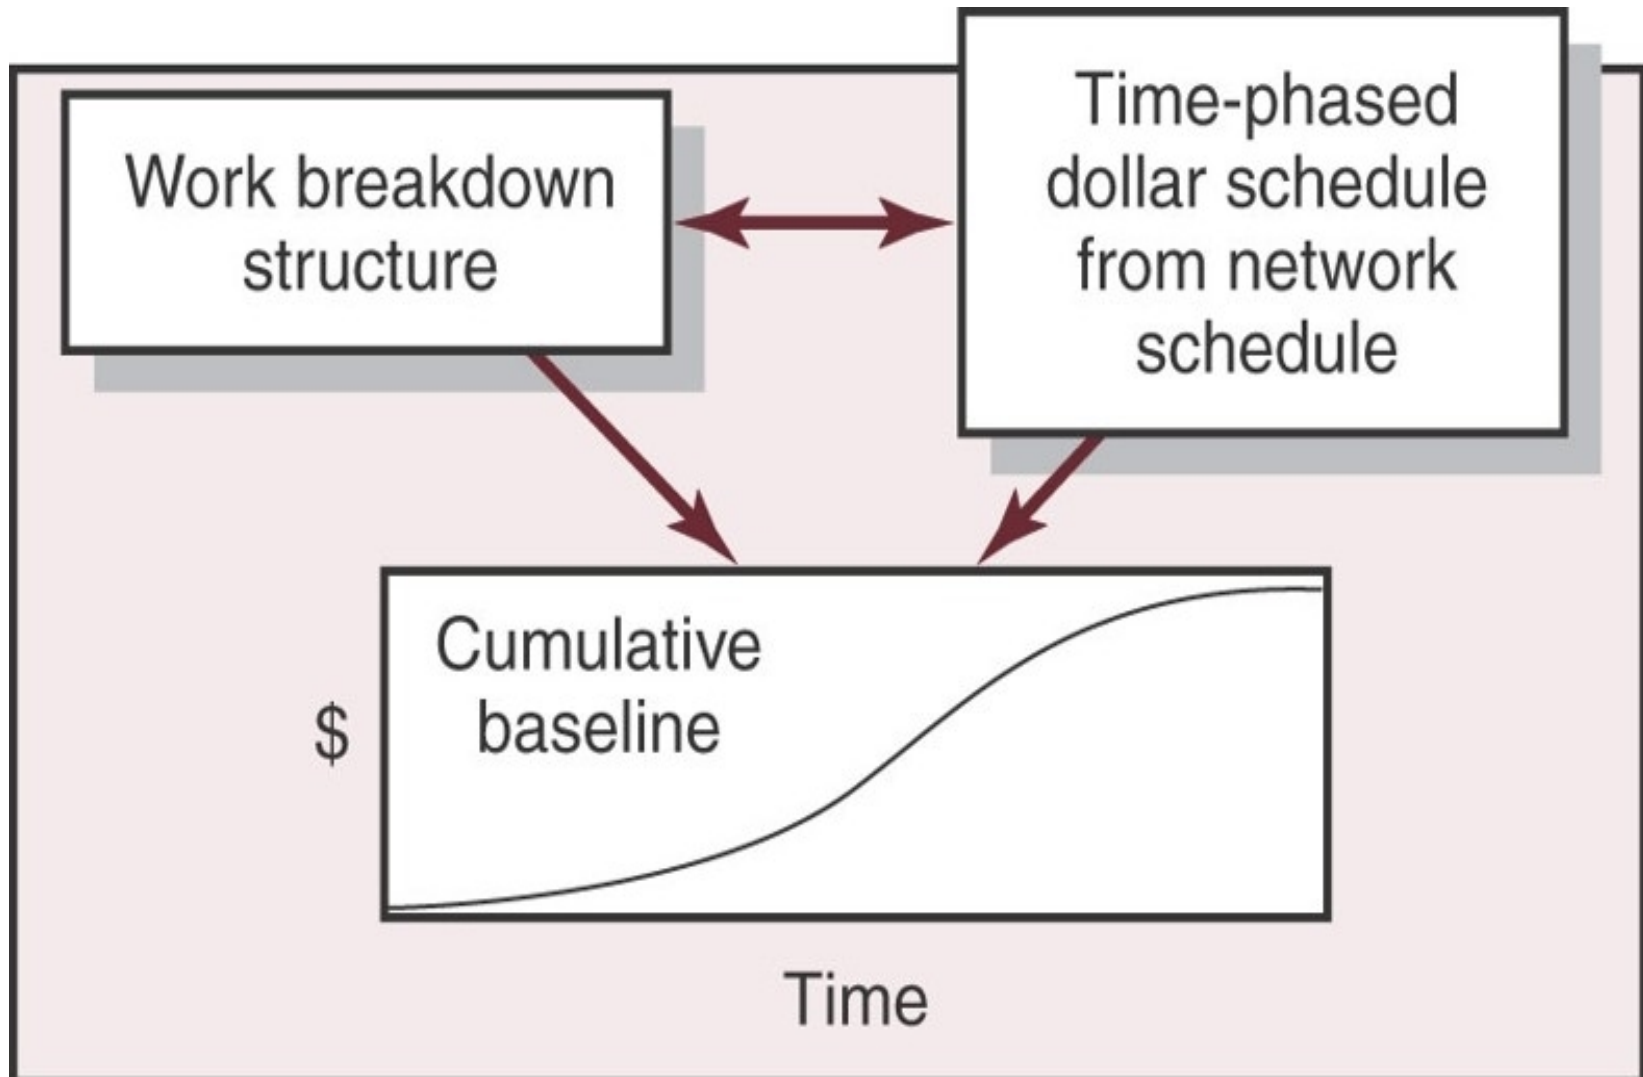 Work breakdown
structure
Time-phased
dollar schedule
from network
schedule
Cumulative
baseline
$
Time